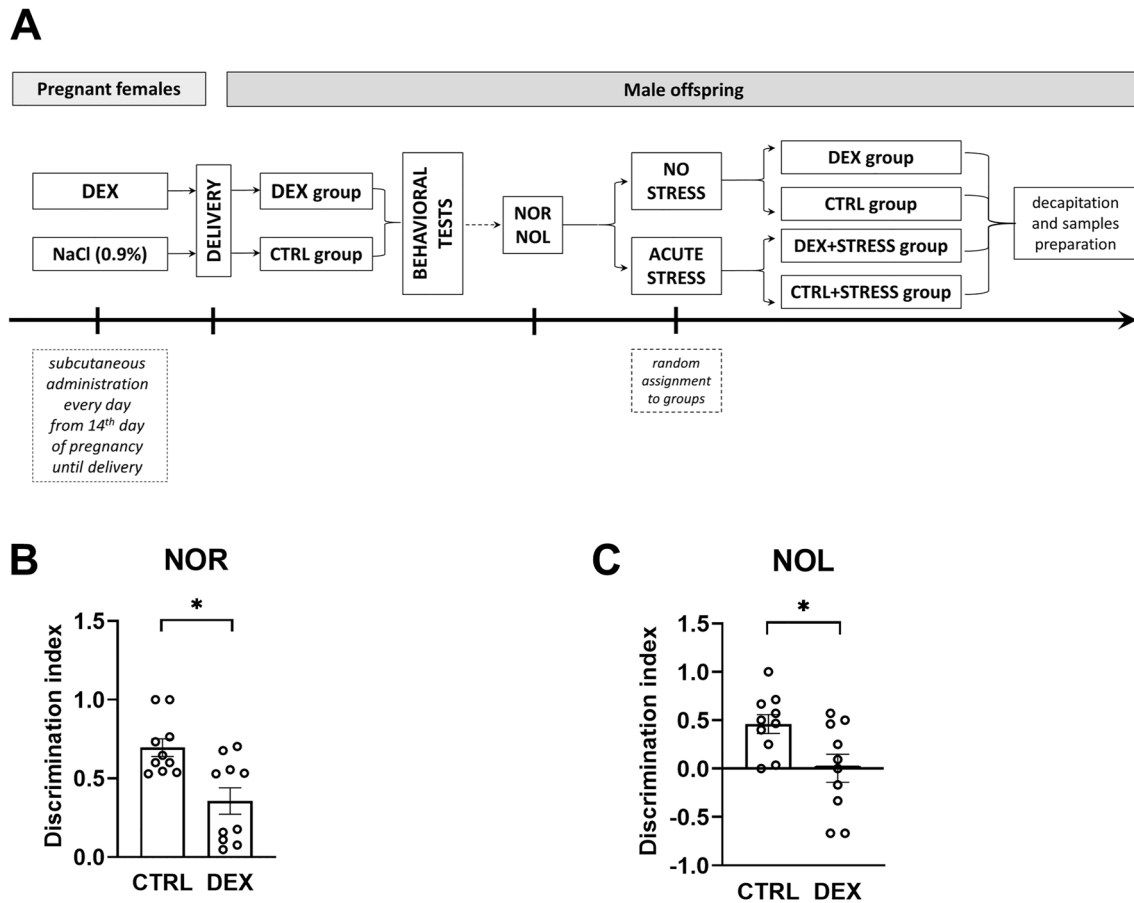 A
Pregnant females
Male offspring
DEX
NaCl (0.9%)
DELIVERY
DEX group
CTRL group
BEHAVIORAL
TESTS
NOR
NOL
NO
STRESS
ACUTE
STRESS
DEX group
CTRL group
DEX+STRESS group
CTRL+STRESS group
decapitation
and samples
preparation
subcutaneous
administration
every day
from 14th day
of pregnancy
until delivery
random
assignment
to groups
B
NOR
*
Discrimination index
1.5
1.0
0.5
0.0
CTRL
DEX
C
NOL
*
Discrimination index
1.5
1.0
0.5
0.0
-0.5
-1.0
CTRL
DEX